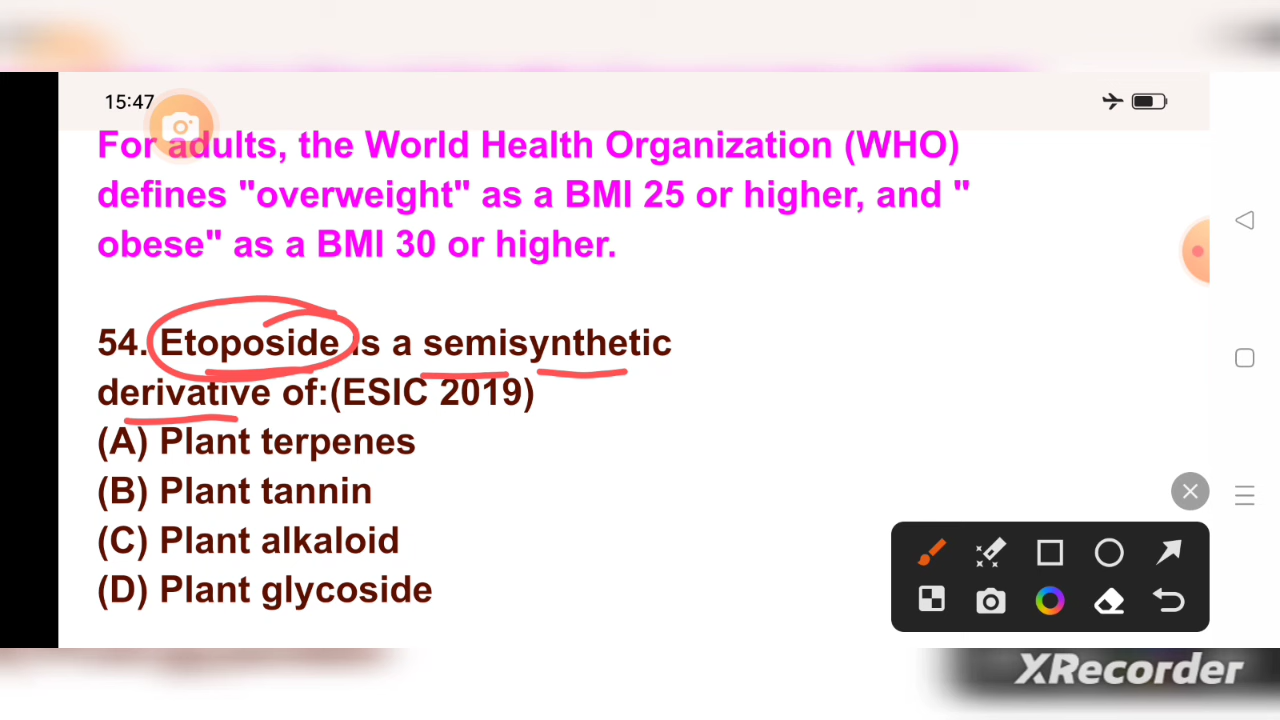 15:47
For adults, the World Health Organization (WHO)
defines "overweight" as a BMI 25 or higher, and "
obese" as a BMI 30 or higher.
54. Etoposide is a semisynthetic
derivative of:(ESIC 2019)
(A) Plant terpenes
(B) Plant tannin
(C) Plant alkaloid
(D) Plant glycoside
XRecorder